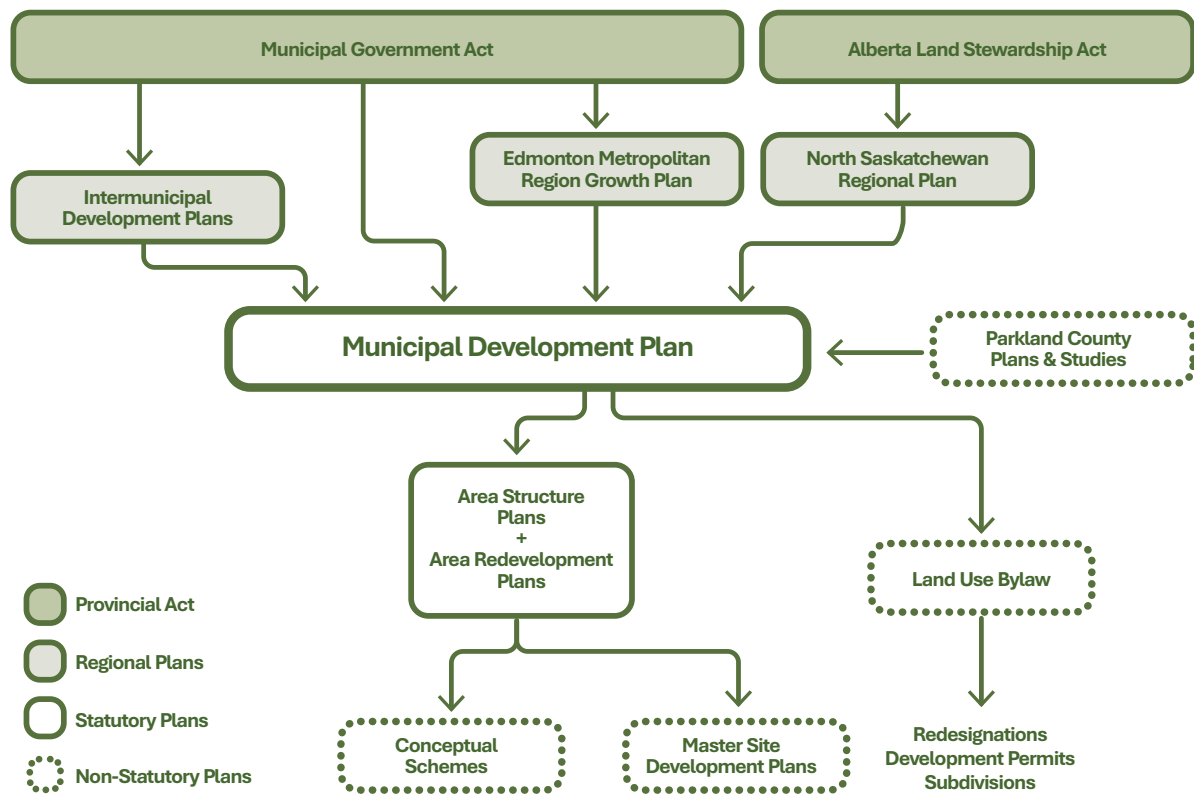 Municipal Government Act
Alberta Land Stewardship Act
Edmonton Metropolitan
Region Growth Plan
North Saskatchewan
Regional Plan
Intermunicipal
Development Plans
Municipal Development Plan
Parkland County
Plans & Studies
Area Structure
Plans
+
Area Redevelopment
Plans
Land Use Bylaw
Provincial Act
Regional Plans
Statutory Plans
Non-Statutory Plans
Conceptual
Schemes
Master Site
Development Plans
Redesignations
Development Permits
Subdivisions